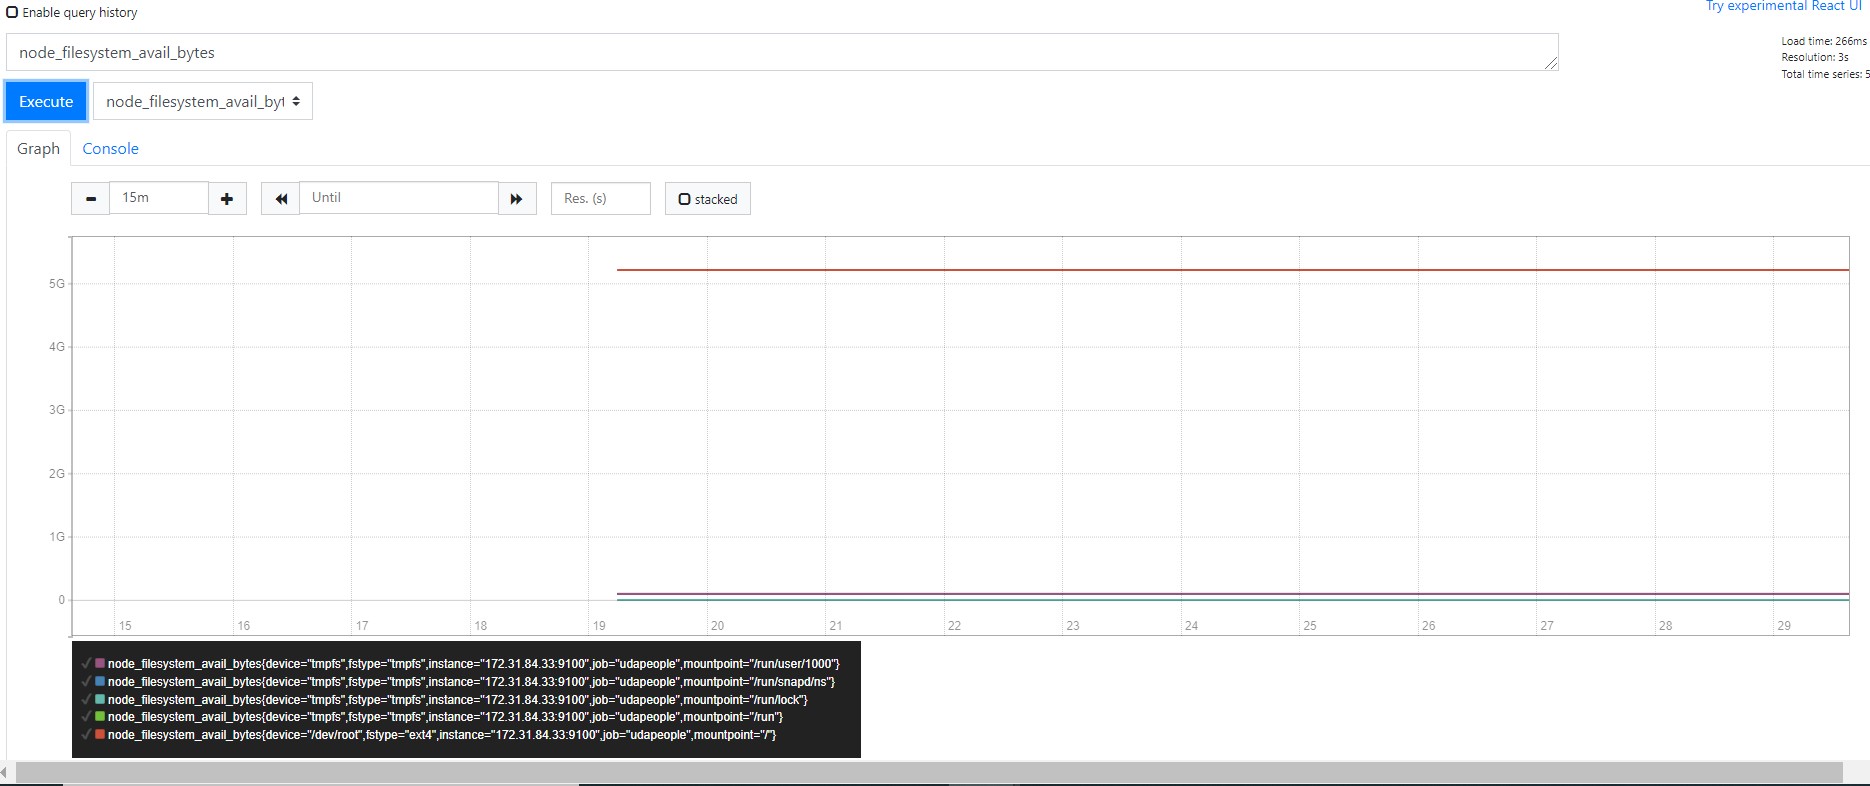 Enable query history
Try experimental React UI
node_filesystem_avail_bytes
Load time: 266ms
Resolution: 3s
Total time series: 5
Execute
node_filesystem_avail_byt
Graph
Console
15m
Until
Res. (s)
stacked
5G
4G
3G
2G
1G
0
15 16 17 18 19 20 21 22 23 24 25 26 27 28 29
node_filesystem_avail_bytes{device="tmpfs",fstype="tmpfs",instance="172.31.84.33:9100",job="udapeople",mountpoint="/run/user/1000"}
node_filesystem_avail_bytes{device="tmpfs",fstype="tmpfs",instance="172.31.84.33:9100",job="udapeople",mountpoint="/run/snapd/ns"}
node_filesystem_avail_bytes{device="tmpfs",fstype="tmpfs",instance="172.31.84.33:9100",job="udapeople",mountpoint="/run/lock"}
node_filesystem_avail_bytes{device="tmpfs",fstype="tmpfs",instance="172.31.84.33:9100",job="udapeople",mountpoint="/run"}
node_filesystem_avail_bytes{device="/dev/root",fstype="ext4",instance="172.31.84.33:9100",job="udapeople",mountpoint="/"}